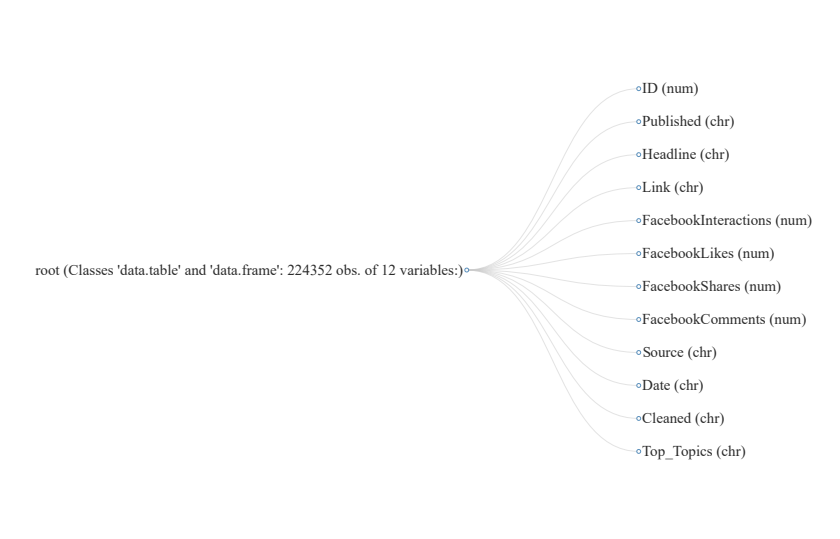 ID (num)
Published (chr)
Headline (chr)
Link (chr)
FacebookInteractions (num)
FacebookLikes (num)
root (Classes 'data.table' and 'data.frame': 224352 obs. of 12 variables:)
FacebookShares (num)
FacebookComments (num)
Source (chr)
Date (chr)
Cleaned (chr)
Top_Topics (chr)